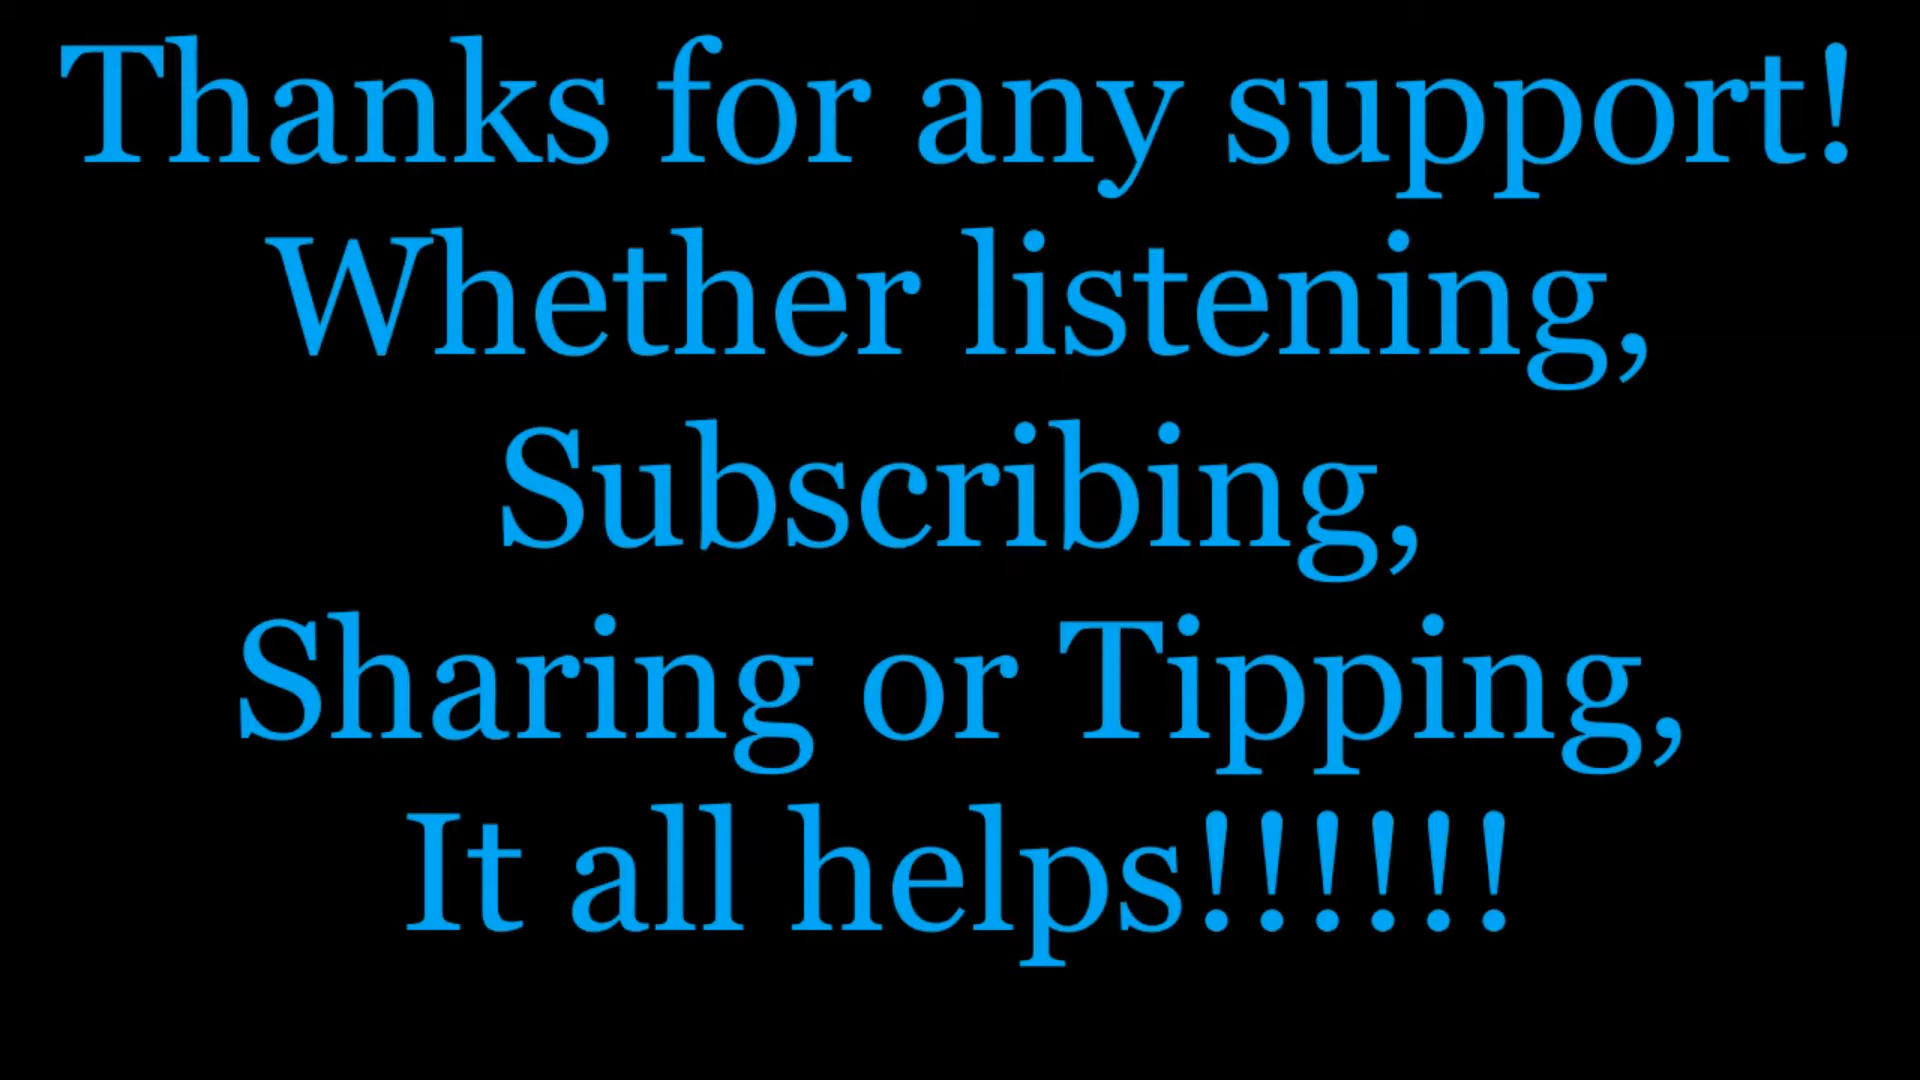 Thanks for any support!
Whether listening,
Subscribing,
Sharing or Tipping,
It all helps!!!!!!